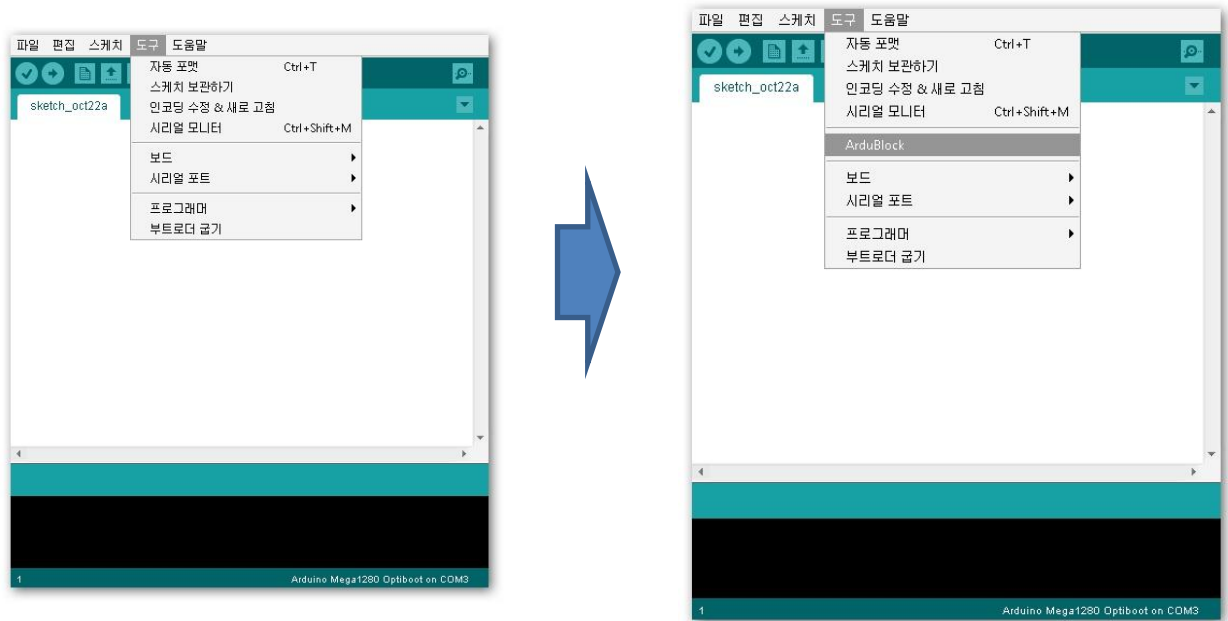 파일 편집 스케치 도구 도움말
자동 포맷 Ctrl+T
스케치 보관하기
인코딩 수정 & 새로 고침
시리얼 모니터 Ctrl+Shift+M
보드
시리얼 포트
프로그래머
부트로더 굽기
sketch_oct22a
1 Arduino Mega1280 Optiboot on COM3
파일 편집 스케치 도구 도움말
자동 포맷 Ctrl+T
스케치 보관하기
인코딩 수정 & 새로 고침
시리얼 모니터 Ctrl+Shift+M
ArduBlock
보드
시리얼 포트
프로그래머
부트로더 굽기
sketch_oct22a
1 Arduino Mega1280 Optiboot on COM3